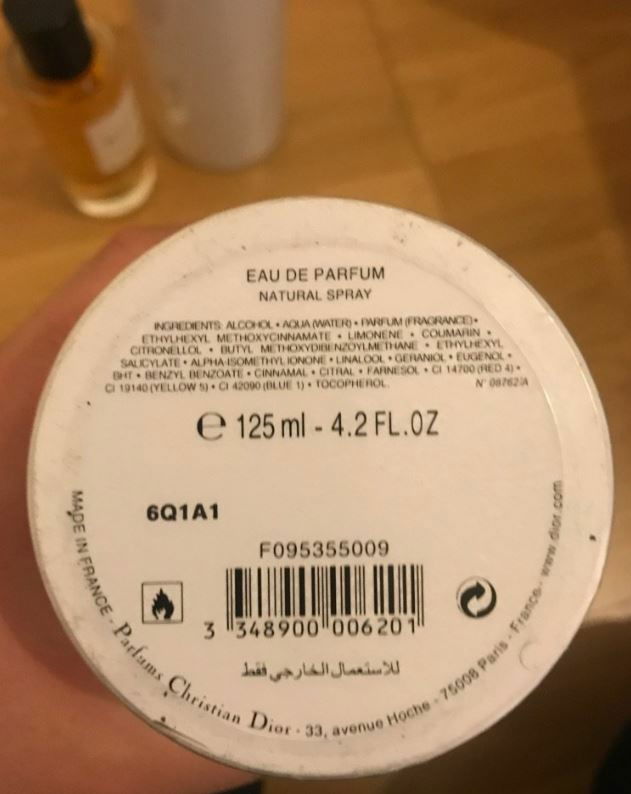 EAU DE PARFUM
NATURAL SPRAY
INGREDIENTS: ALCOHOL • AQUA (WATER) • PARFUM (FRAGRANCE) •
ETHYLHEXYL METHOXYCINNAMATE • LIMONENE • COUMARIN •
CITRONELLOL • BUTYL METHOXYDIBENZOYLMETHANE • ETHYLHEXYL
SALICYLATE • ALPHA-ISOMETHYL IONONE • LINALOOL • GERANIOL • EUGENOL •
BHT • BENZYL BENZOATE • CINNAMAL • CITRAL • FARNESOL • CI 14700 (RED 4) •
CI 19140 (YELLOW 5) • CI 42090 (BLUE 1) • TOCOPHEROL. N° 08762/A
e 125 ml - 4.2 FL.OZ
6Q1A1
F095355009
3 348900 006201
للاستعمال الخارجي فقط
MADE IN FRANCE - Parfums Christian Dior - 33, avenue Hoche - 75008 Paris - France - www.dior.com